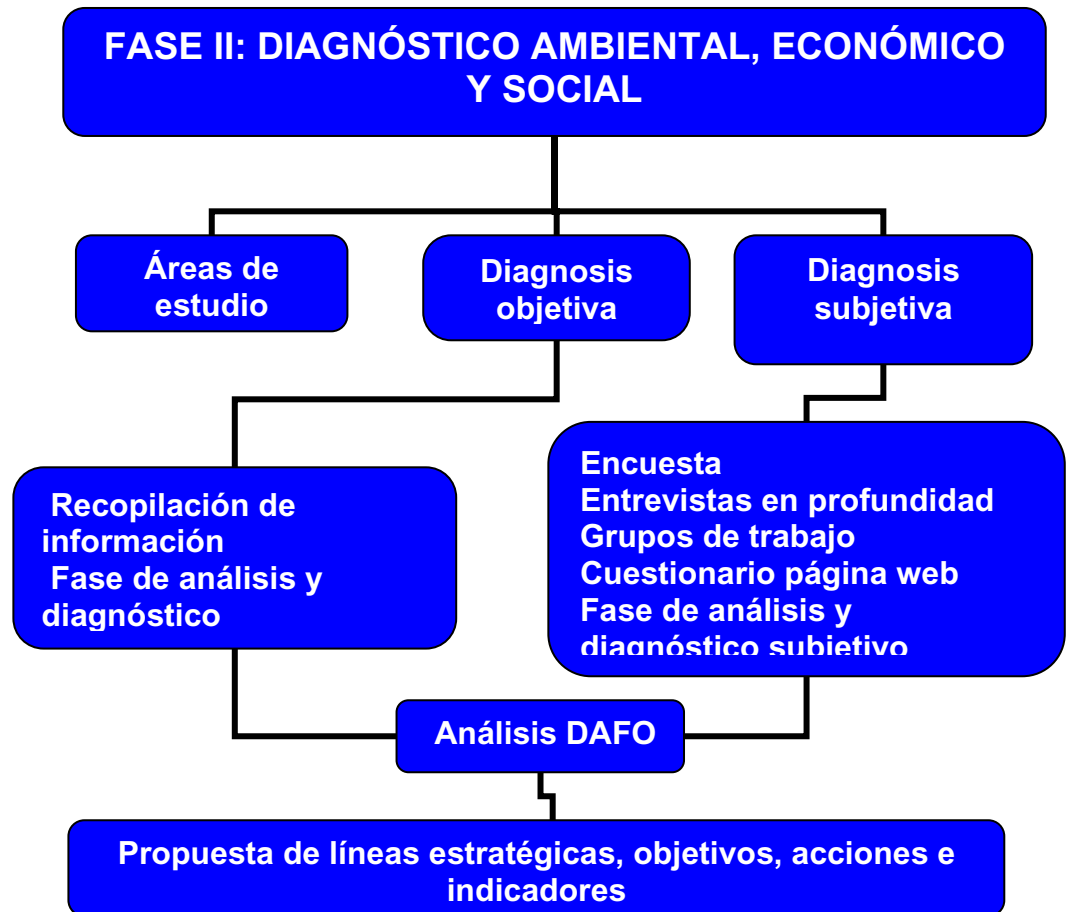 FASE II: DIAGNÓSTICO AMBIENTAL, ECONÓMICO
Y SOCIAL
Áreas de
estudio
Diagnosis
objetiva
Diagnosis
subjetiva
Recopilación de
información
Fase de análisis y
diagnóstico
Encuesta
Entrevistas en profundidad
Grupos de trabajo
Cuestionario página web
Fase de análisis y
diagnóstico subjetivo
Análisis DAFO
Propuesta de líneas estratégicas, objetivos, acciones e
indicadores